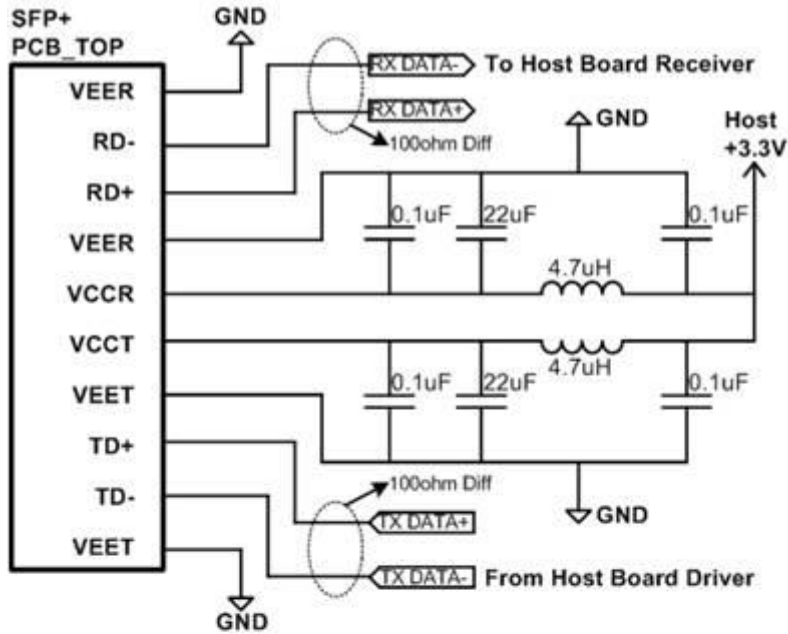 SFP+
PCB_TOP
GND
VEER
RD-
RD+
VEER
VCCR
VCCT
VEET
TD+
TD-
VEET
RX DATA-
To Host Board Receiver
RX DATA+
100ohm Diff
GND
Host
+3.3V
0.1uF
22uF
0.1uF
4.7uH
4.7uH
0.1uF
22uF
0.1uF
100ohm Diff
GND
TX DATA+
TX DATA-
From Host Board Driver
GND